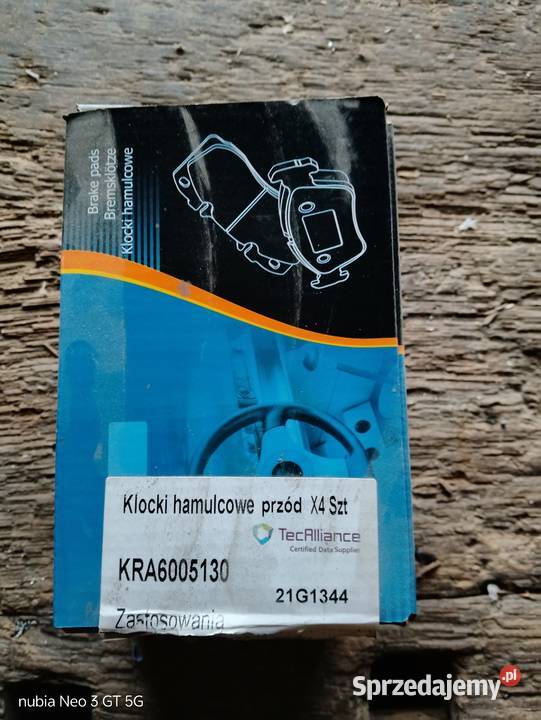 Brake pads
Bremsklötze
Klocki hamulcowe
Klocki hamulcowe przód X4 Szt
TecAlliance
Certified Data Supplier
KRA6005130
21G1344
Zastosowania
nubia Neo 3 GT 5G
Sprzedajemy.pl